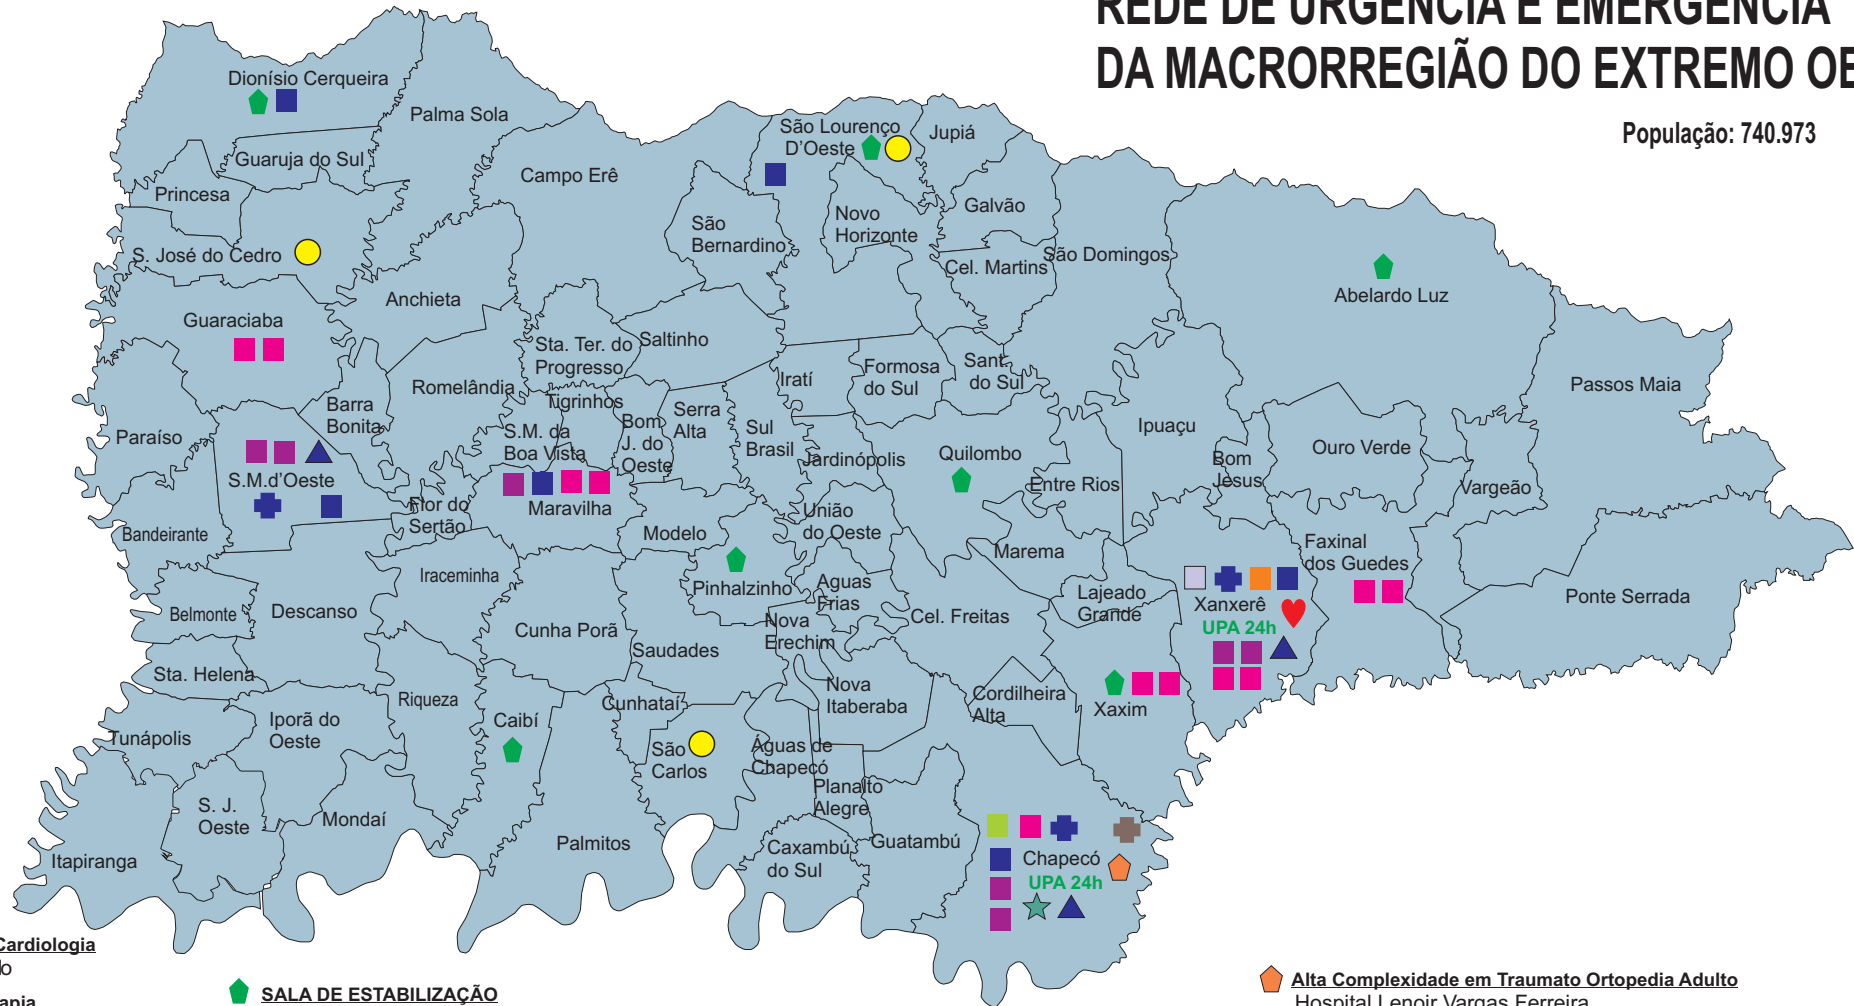 REDE DE URGÊNCIA E EMERGÊNCIA
DA MACRORREGIÃO DO EXTREMO
População: 740.973
Dionísio Cerqueira
Palma Sola
Guaruja do Sul
Princesa
S. José do Cedro
Campo Erê
São Lourenço
D'Oeste
Jupiá
São
Bernardino
Novo
Horizonte
Galvão
Cel. Martins
São Domingos
Abelardo Luz
Anchieta
Guaraciaba
Sta. Ter. do
Progresso
Saltinho
Romelândia
Tigrinhos
Iratí
Formosa
do Sul
Sant.
do Sul
Passos Maia
Barra
Bonita
Paraíso
S.M. da
Boa Vista
Bom
J. do
Oeste
Serra
Alta
Sul
Brasil
Jardinópolis
Quilombo
Ipuaçu
Ouro Verde
Bom
Jesus
Entre Rios
Vargeão
S.M.d'Oeste
Maravilha
Flor do
Sertão
Bandeirante
Modelo
União
do Oeste
Marema
Faxinal
dos Guedes
Iraceminha
Pinhalzinho
Aguas
Frias
Lajeado
Grande
Xanxerê
UPA 24h
Ponte Serrada
Belmonte
Descanso
Cunha Porã
Nova
Erechim
Cel. Freitas
Saudades
Sta. Helena
Riqueza
Cunhataí
Nova
Itaberaba
Cordilheira
Alta
Xaxim
Tunápolis
Iporã do
Oeste
Caibí
São
Carlos
Águas de
Chapecó
Planalto
Alegre
S. J.
Oeste
Mondaí
Palmitos
Caxambú
do Sul
Guatambú
Chapecó
UPA 24h
Itapiranga
Cardiologia
SALA DE ESTABILIZAÇÃO
Alta Complexidade em Traumato Ortopedia Adulto
Hospital Lenoir Vargas Ferreira